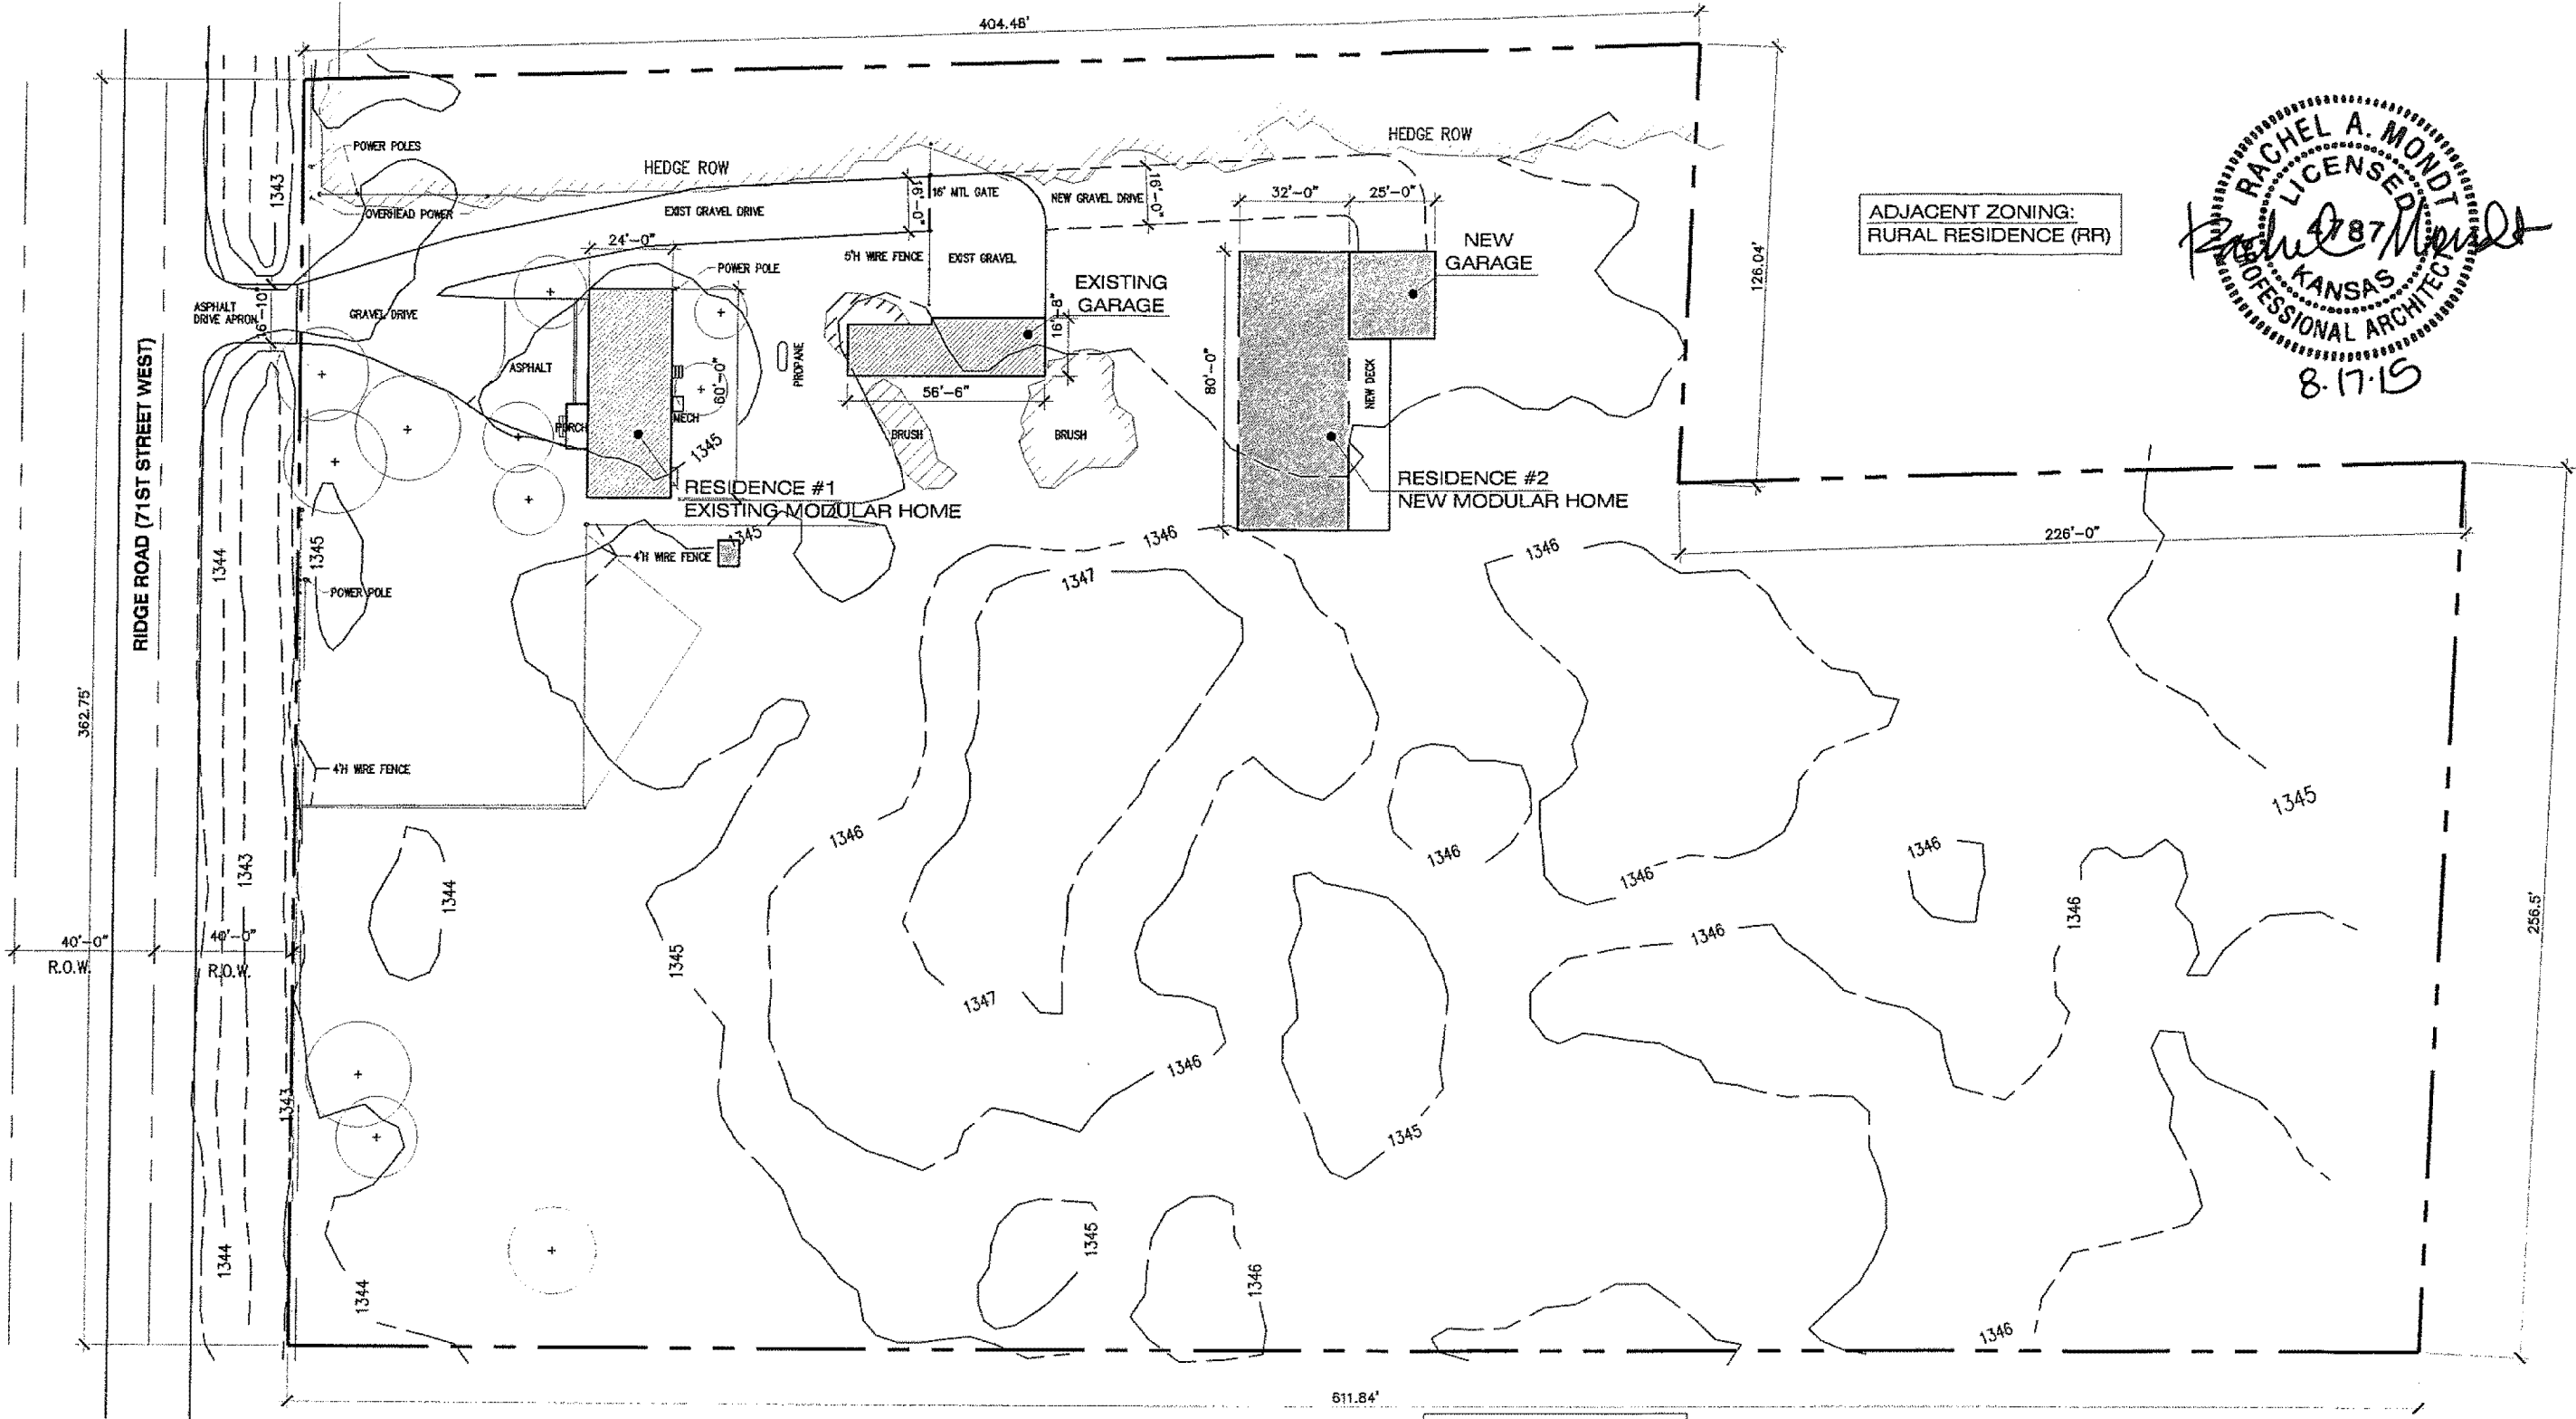 404.48'
RACHEL A. MONDT
LICENSED
4787
KANSAS
PROFESSIONAL ARCHITECT
8.17.15
ADJACENT ZONING:
RURAL RESIDENCE (RR)
POWER POLES
HEDGE ROW
HEDGE ROW
1343
OVERHEAD POWER
EXIST GRAVEL DRIVE
16'-0"
16' MTL GATE
NEW GRAVEL DRIVE
16'-0"
32'-0"
25'-0"
126.04'
24'-0"
POWER POLE
5'H WIRE FENCE
EXIST GRAVEL
NEW
GARAGE
EXISTING
GARAGE
ASPHALT
DRIVE APRON
GRAVEL DRIVE
16'-8"
ASPHALT
PROPANE
60'-0"
56'-6"
80'-0"
NEW DECK
PORCH
MECH
BRUSH
BRUSH
1345
RESIDENCE #1
EXISTING MODULAR HOME
RESIDENCE #2
NEW MODULAR HOME
RIDGE ROAD (71ST STREET WEST)
1344
1345
4'H WIRE FENCE
1345
1346
1346
226'-0"
1347
POWER POLE
362.75'
4'H WIRE FENCE
1345
1346
1346
1346
1346
1343
1344
1346
1346
256.5'
40'-0"
R.O.W.
40'-0"
R.O.W.
1345
1347
1346
1343
1345
1344
1344
1345
1346
1346
611.84'